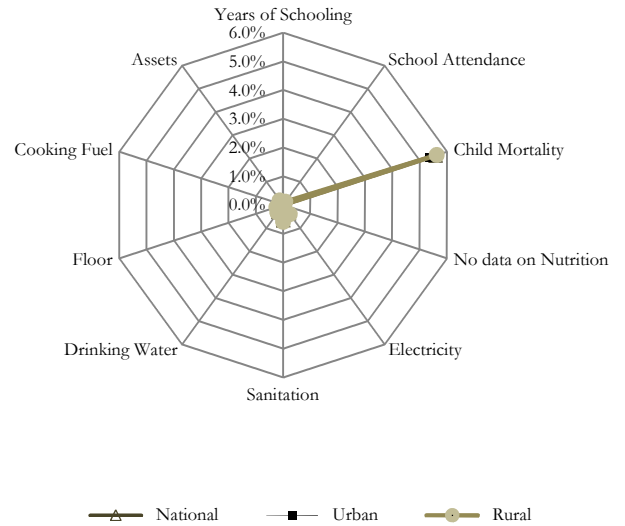 Years of Schooling
6.0%
5.0%
4.0%
3.0%
2.0%
1.0%
0.0%
School Attendance
Child Mortality
No data on Nutrition
Electricity
Sanitation
Drinking Water
Floor
Cooking Fuel
Assets
National Urban Rural